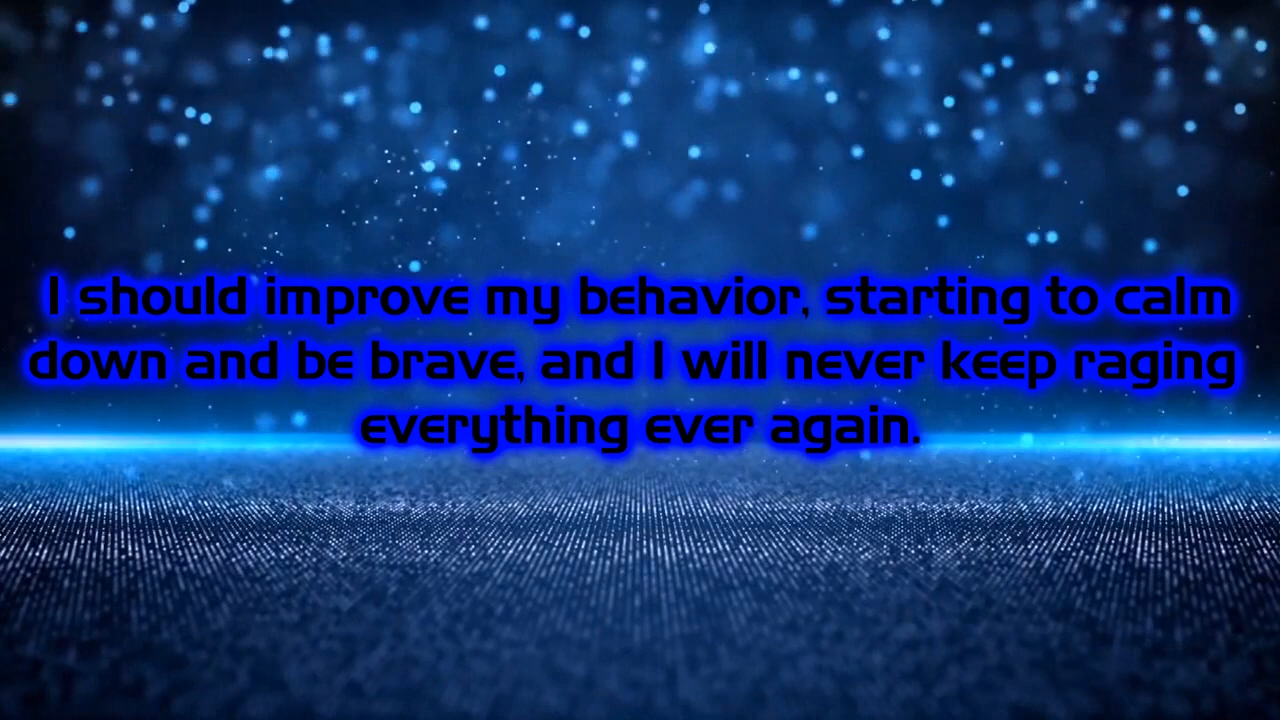 I should improve my behavior, starting to calm
down and be brave, and I will never keep raging
everything ever again.